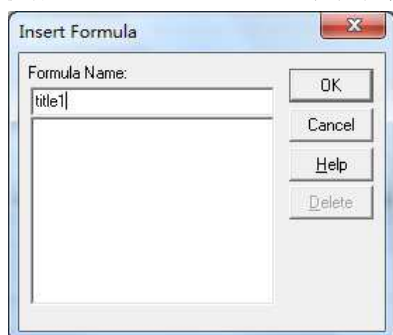 Insert Formula
Formula Name:
title1
OK
Cancel
Help
Delete